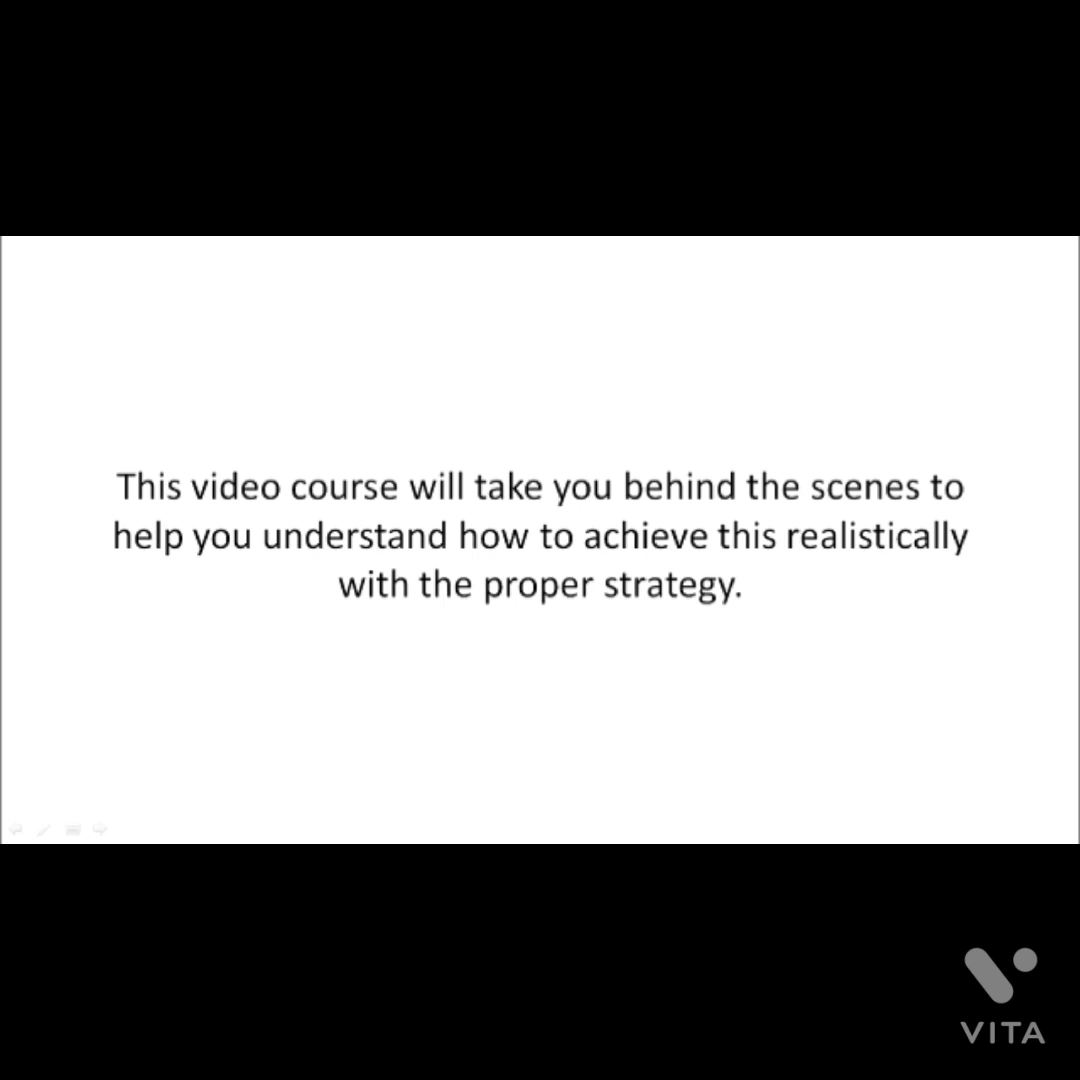 This video course will take you behind the scenes to
help you understand how to achieve this realistically
with the proper strategy.
VITA